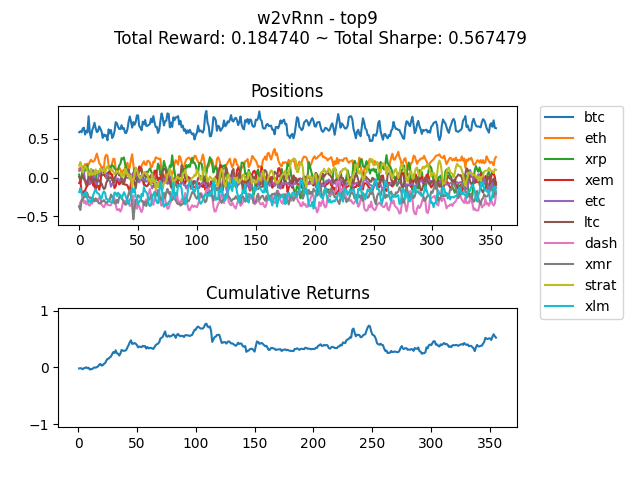 w2vRnn - top9
Total Reward: 0.184740 ~ Total Sharpe: 0.567479
Positions
0.5
0.0
−0.5
0 50 100 150 200 250 300 350
btc
eth
xrp
xem
etc
ltc
dash
xmr
strat
xlm
Cumulative Returns
1
0
−1
0 50 100 150 200 250 300 350